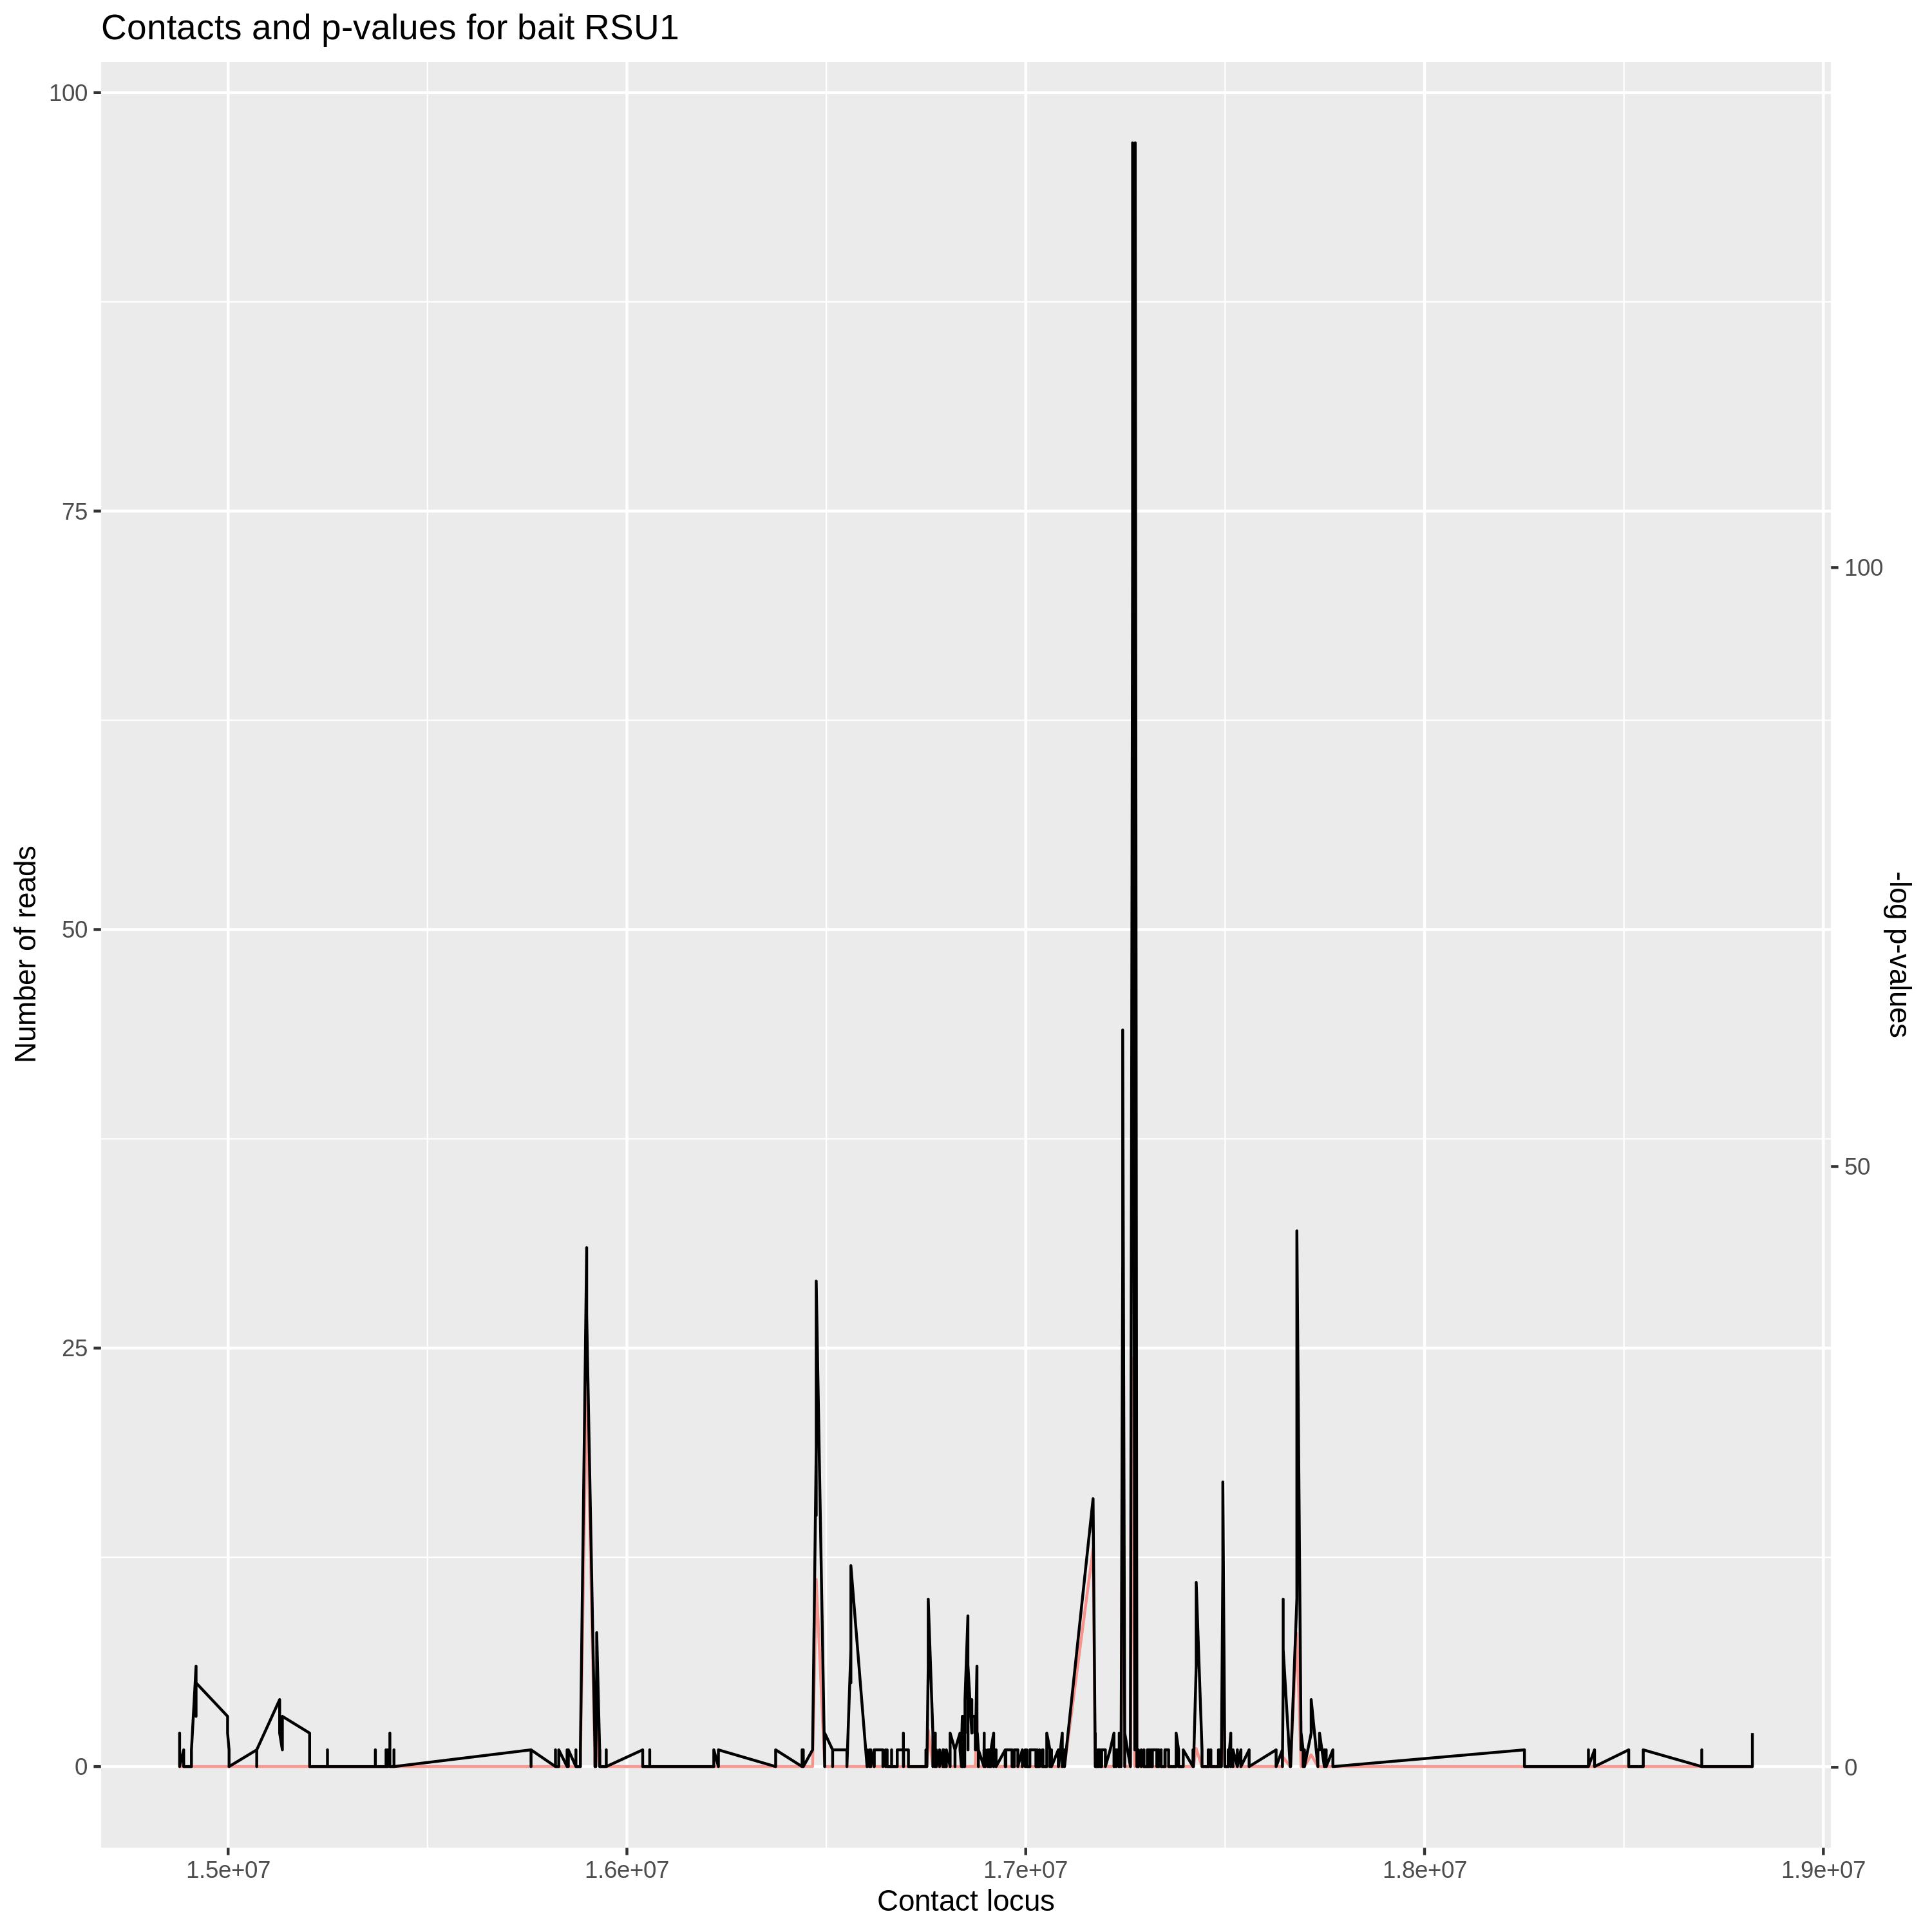 Contacts and p-values for bait RSU1
100
75
50
25
0
Number of reads
100
50
0
-log p-values
1.5e+07 1.6e+07 1.7e+07 1.8e+07 1.9e+07
Contact locus